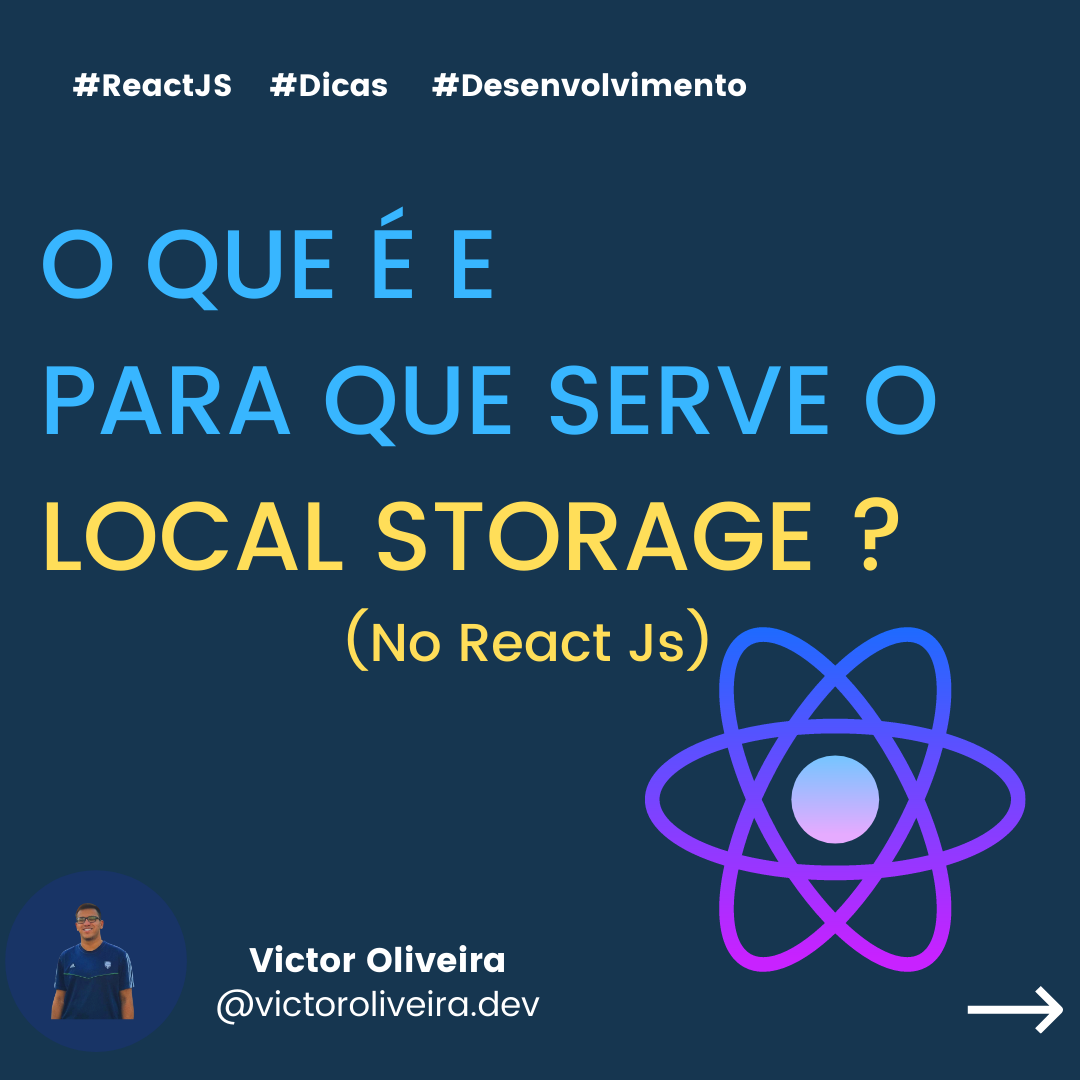 #ReactJS #Dicas #Desenvolvimento
O QUE É E
PARA QUE SERVE O
LOCAL STORAGE ?
(No React Js)
Victor Oliveira
@victoroliveira.dev